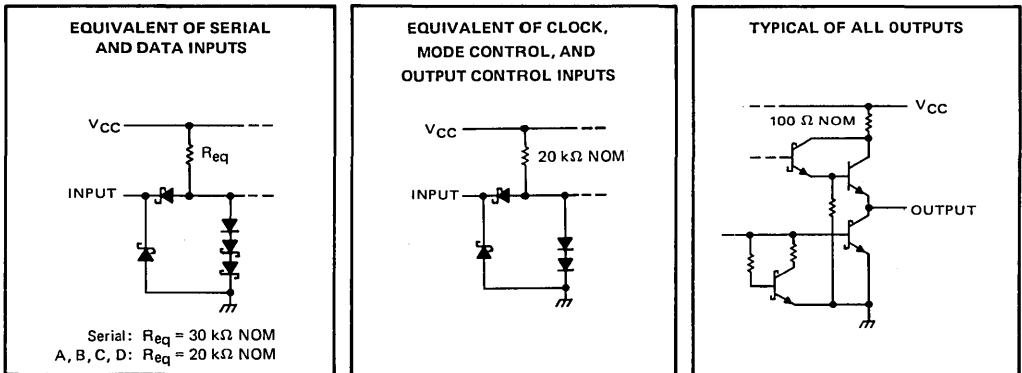 EQUIVALENT OF SERIAL
AND DATA INPUTS
VCC
Req
INPUT
Serial: Req = 30 kΩ NOM
A, B, C, D: Req = 20 kΩ NOM
EQUIVALENT OF CLOCK,
MODE CONTROL, AND
OUTPUT CONTROL INPUTS
VCC
20 kΩ NOM
INPUT
TYPICAL OF ALL OUTPUTS
VCC
100 Ω NOM
OUTPUT